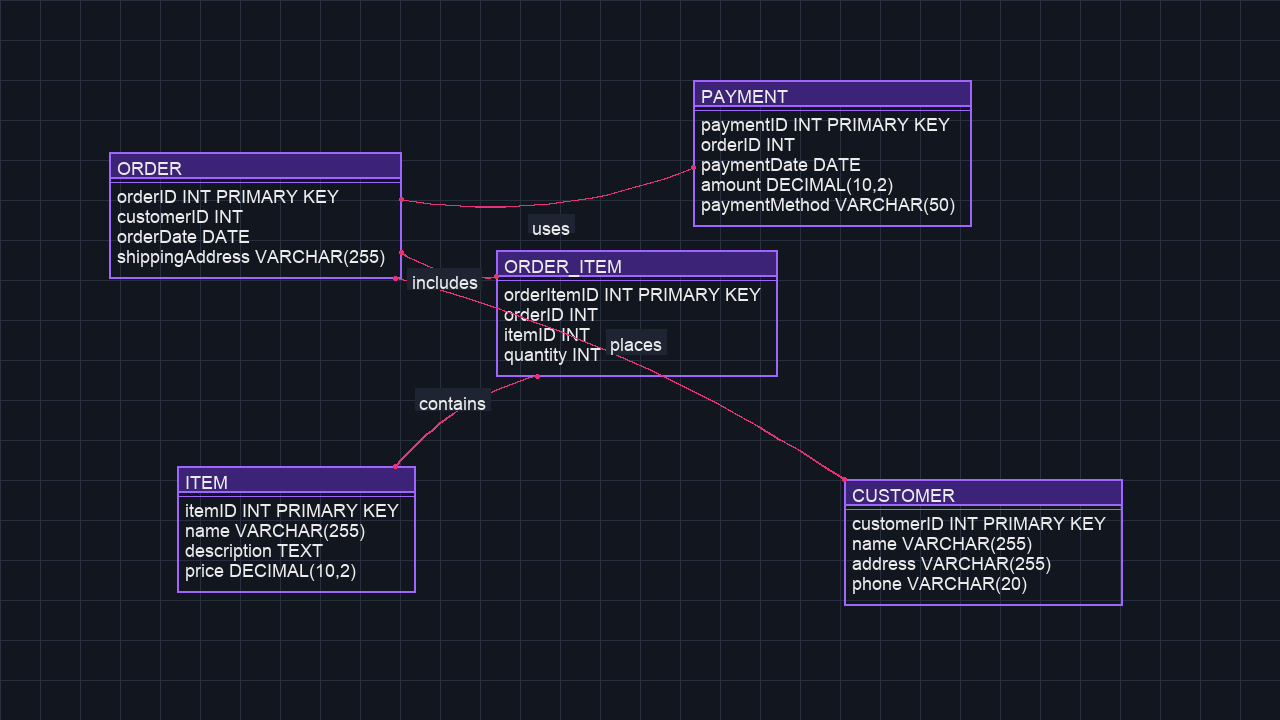 PAYMENT
paymentID INT PRIMARY KEY
orderID INT
paymentDate DATE
amount DECIMAL(10,2)
paymentMethod VARCHAR(50)
ORDER
orderID INT PRIMARY KEY
customerID INT
orderDate DATE
shippingAddress VARCHAR(255)
uses
includes
ORDER_ITEM
orderItemID INT PRIMARY KEY
orderID INT
itemID INT
quantity INT
places
contains
ITEM
itemID INT PRIMARY KEY
name VARCHAR(255)
description TEXT
price DECIMAL(10,2)
CUSTOMER
customerID INT PRIMARY KEY
name VARCHAR(255)
address VARCHAR(255)
phone VARCHAR(20)